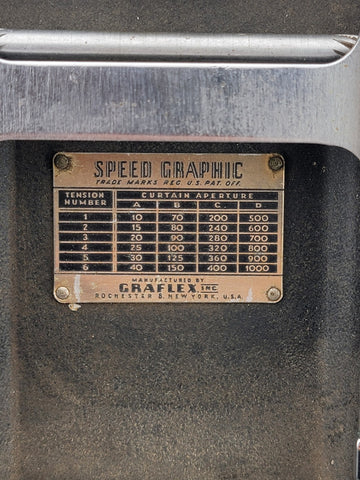 SPEED GRAPHIC
TRADE MARKS REG. U.S. PAT. OFF.
TENSION NUMBER CURTAIN APERTURE
A B C D
1 10 70 200 500
2 15 80 240 600
3 20 90 280 700
4 25 100 320 800
5 30 125 360 900
6 40 150 400 1000
MANUFACTURED BY
GRAFLEX INC
ROCHESTER 8, NEW YORK, U.S.A.